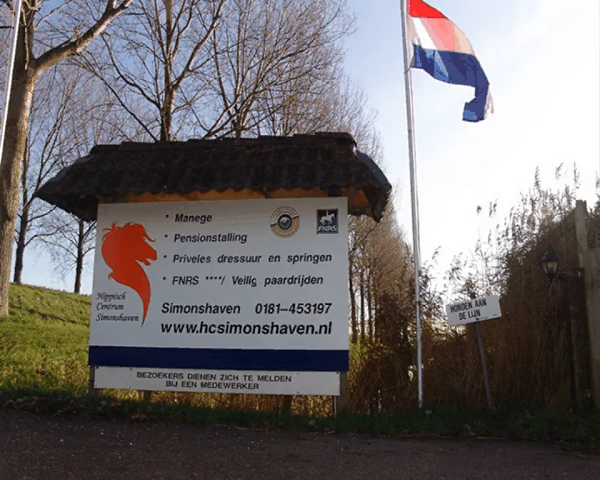 * Manege
* Pensionstalling
* Priveles dressuur en springen
* FNRS ****/ Veilig paardrijden
FNRS
Hippisch
Centrum
Simonshaven
Simonshaven 0181-453197
www.hcsimonshaven.nl
BEZOEKERS DIENEN ZICH TE MELDEN
BIJ EEN MEDEWERKER
HONDEN AAN
DE LIJN